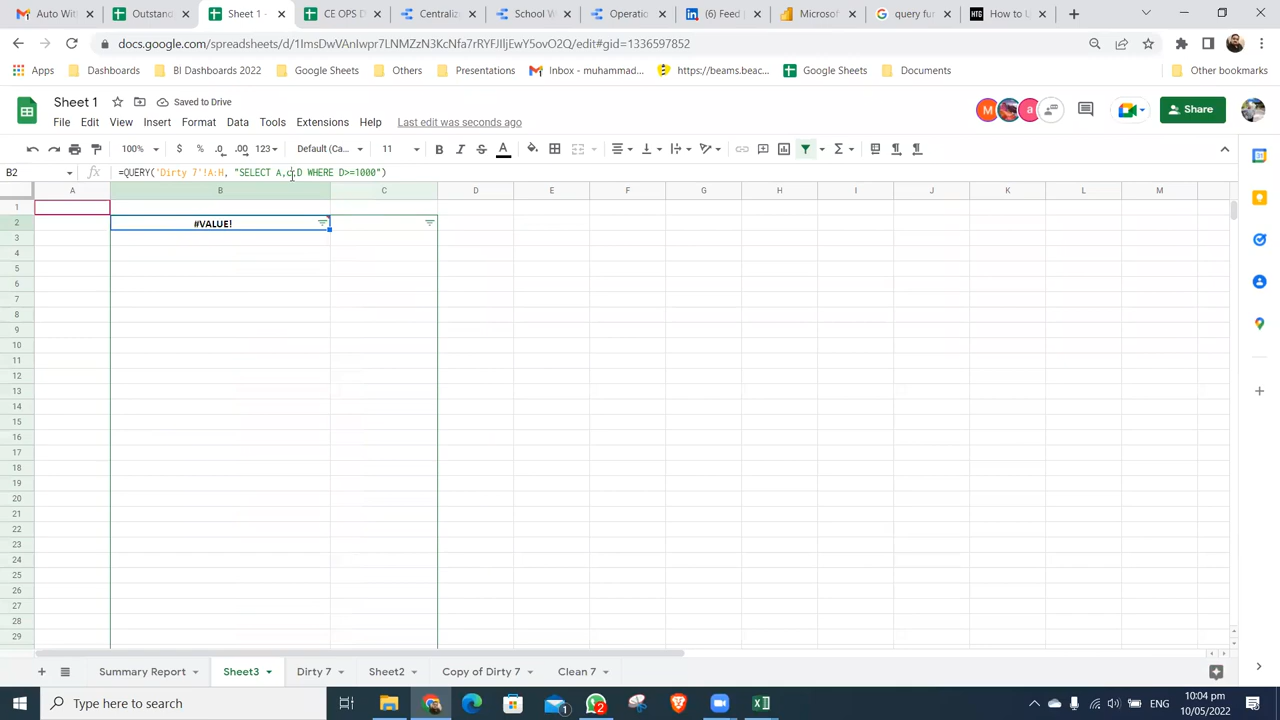 Auto With
Outstand
Sheet 1 -
CE OPS D
Centraliz
School
Operatio
(6) Feed |
Microsof
query fu
HTG How to U
docs.google.com/spreadsheets/d/1ImsDwVAnIwpr7LNMZzN3KcNfa7rtYFJIIjEwYSwyO2Q/edit#gid=1336597852
Apps
Dashboards
BI Dashboards 2022
Google Sheets
Others
Presentations
Inbox - muhammad...
https://beams.beac...
Google Sheets
Documents
Other bookmarks
Sheet 1
Saved to Drive
File Edit View Insert Format Data Tools Extensions Help Last edit was seconds ago
Share
100% $ % .0 .00 123 Default (Ca... 11 B I S A
B2
fx =QUERY('Dirty 7'!A:H, "SELECT A,c,D WHERE D>=1000")
A B C D E F G H I J K L M
1
2 #VALUE!
3
4
5
6
7
8
9
10
11
12
13
14
15
16
17
18
19
20
21
22
23
24
25
26
27
28
29
Summary Report
Sheet3
Dirty 7
Sheet2
Copy of Dirty 7
Clean 7
Type here to search
ENG
10:04 pm
10/05/2022